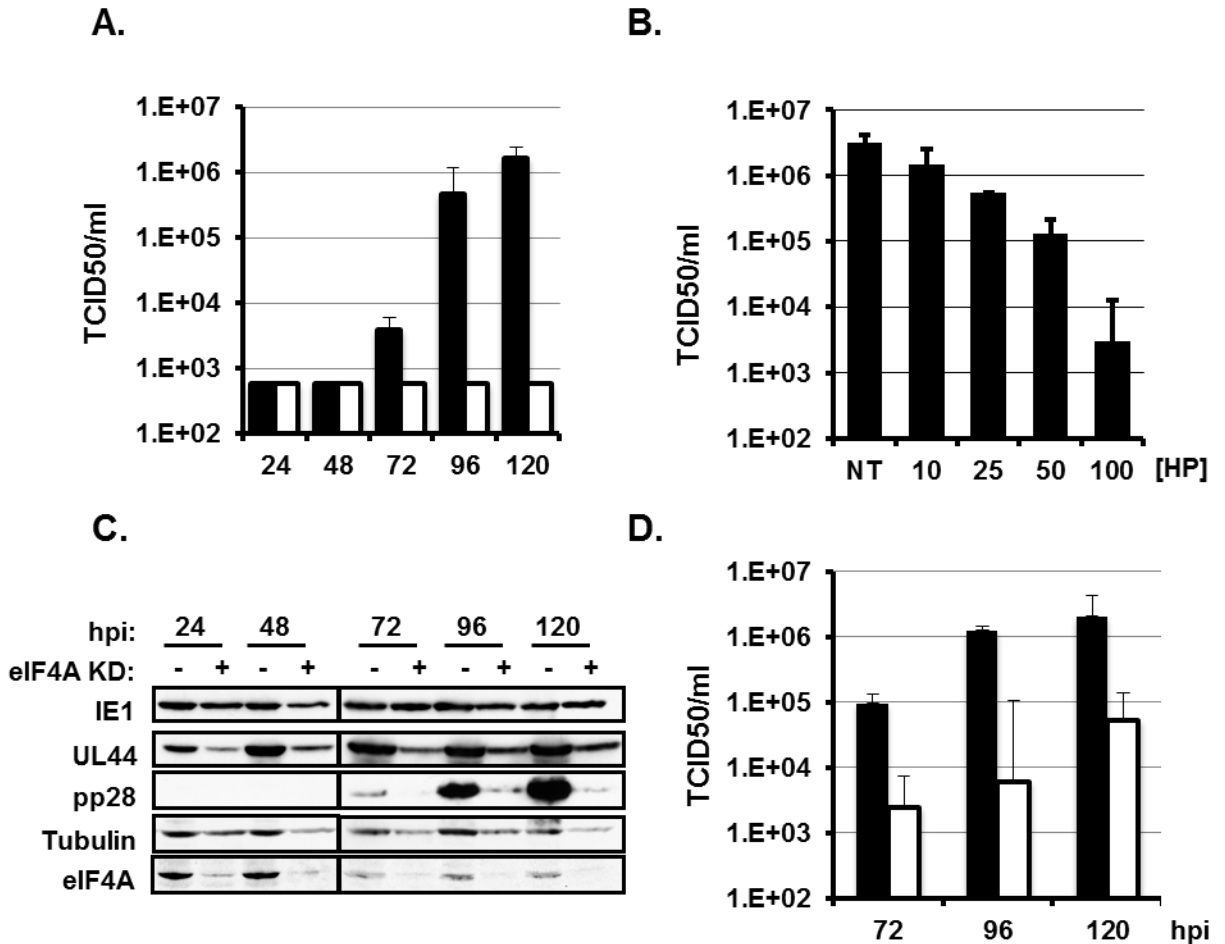 A.
TCID50/ml
1.E+07
1.E+06
1.E+05
1.E+04
1.E+03
1.E+02
24 48 72 96 120
B.
TCID50/ml
1.E+07
1.E+06
1.E+05
1.E+04
1.E+03
1.E+02
NT 10 25 50 100 [HP]
C.
hpi: 24 48 72 96 120
eIF4A KD: - + - + - + - + - +
IE1
UL44
pp28
Tubulin
eIF4A
D.
TCID50/ml
1.E+07
1.E+06
1.E+05
1.E+04
1.E+03
1.E+02
72 96 120 hpi